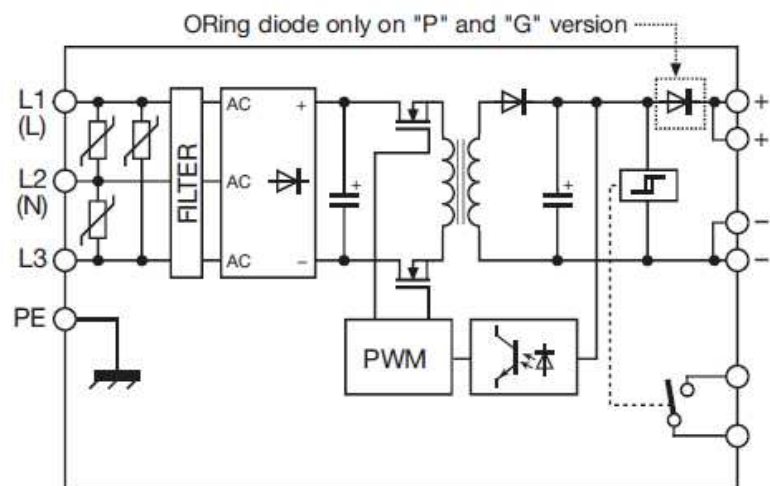 ORing diode only on "P" and "G" version
L1
(L)
L2
(N)
L3
PE
FILTER
AC
AC
AC
+
–
+
+
+
+
–
–
PWM